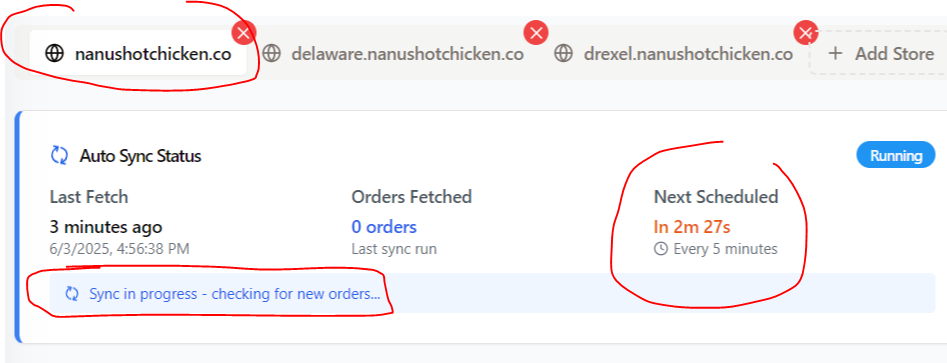 nanushotchicken.co
delaware.nanushotchicken.co
drexel.nanushotchicken.co
+ Add Store
Auto Sync Status
Running
Last Fetch
3 minutes ago
6/3/2025, 4:56:38 PM
Orders Fetched
0 orders
Last sync run
Next Scheduled
In 2m 27s
Every 5 minutes
Sync in progress - checking for new orders...